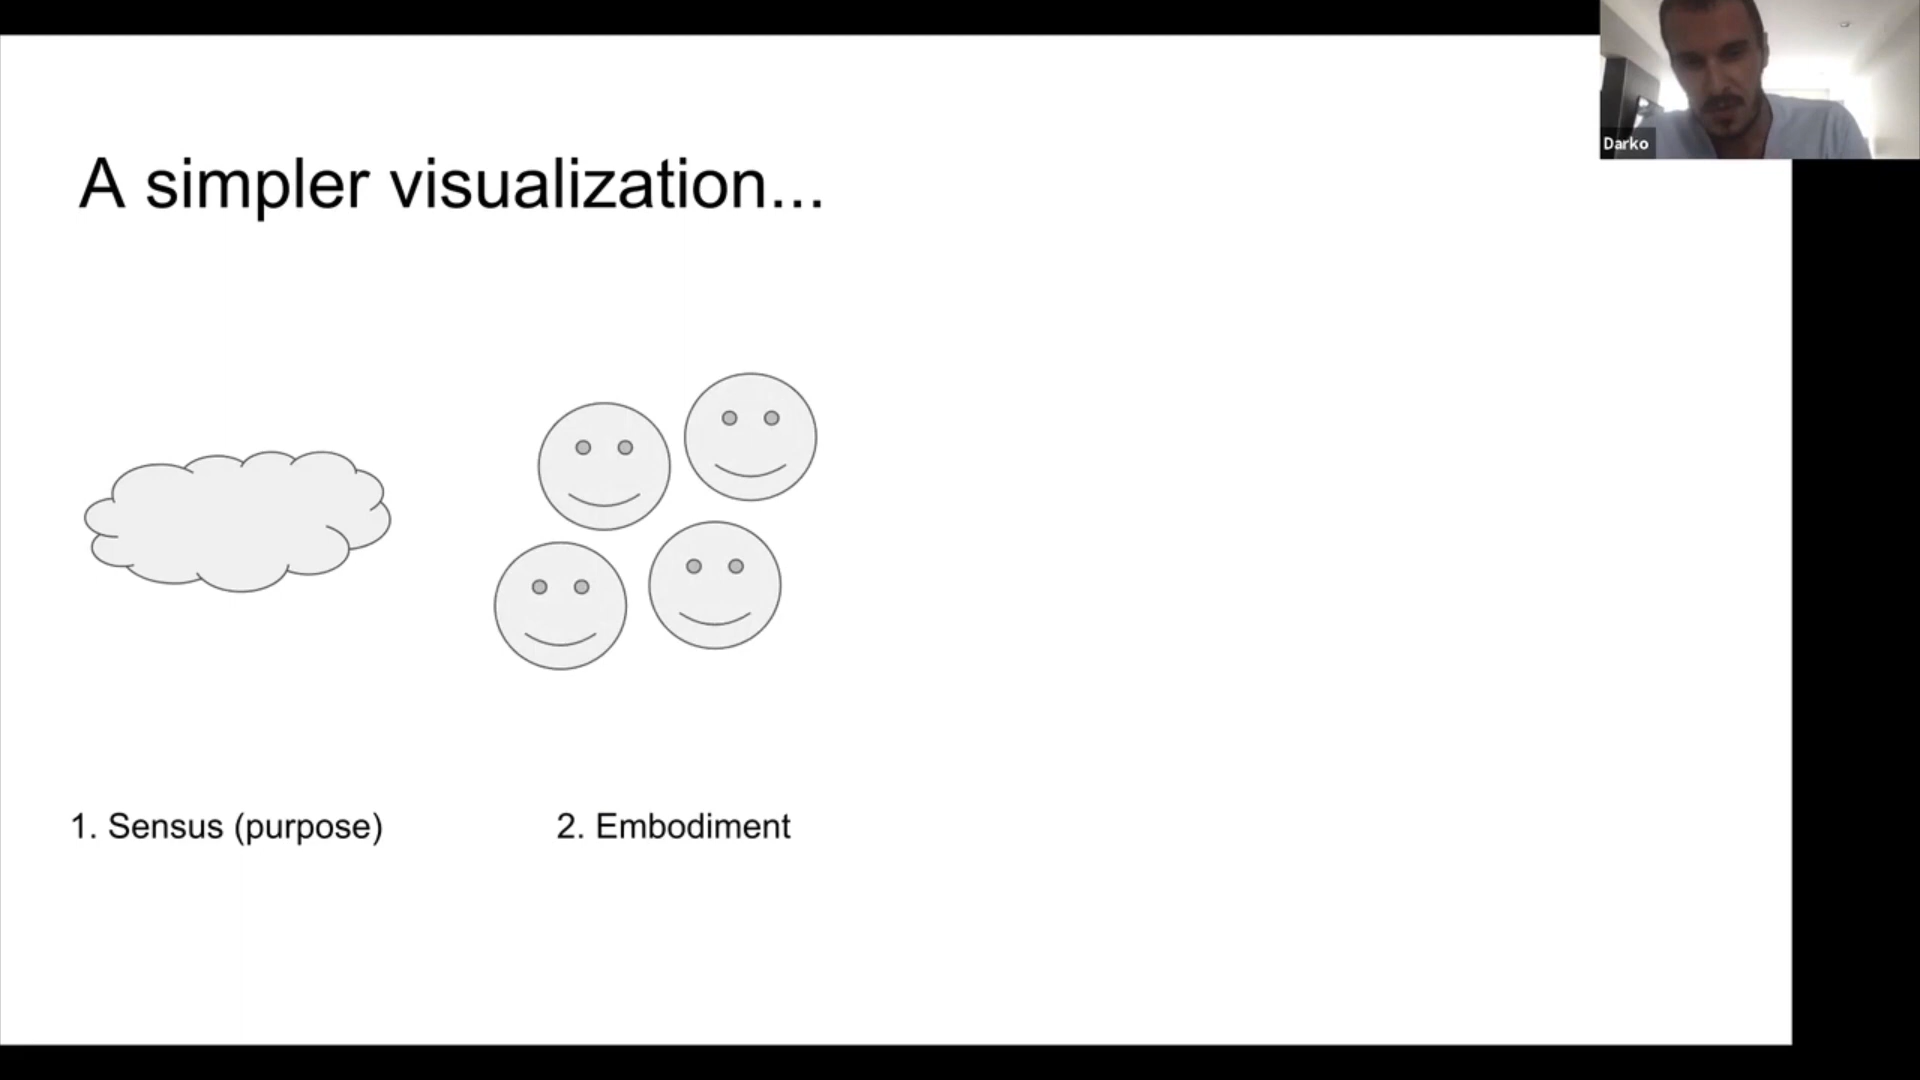 Darko
A simpler visualization...
1. Sensus (purpose)
2. Embodiment